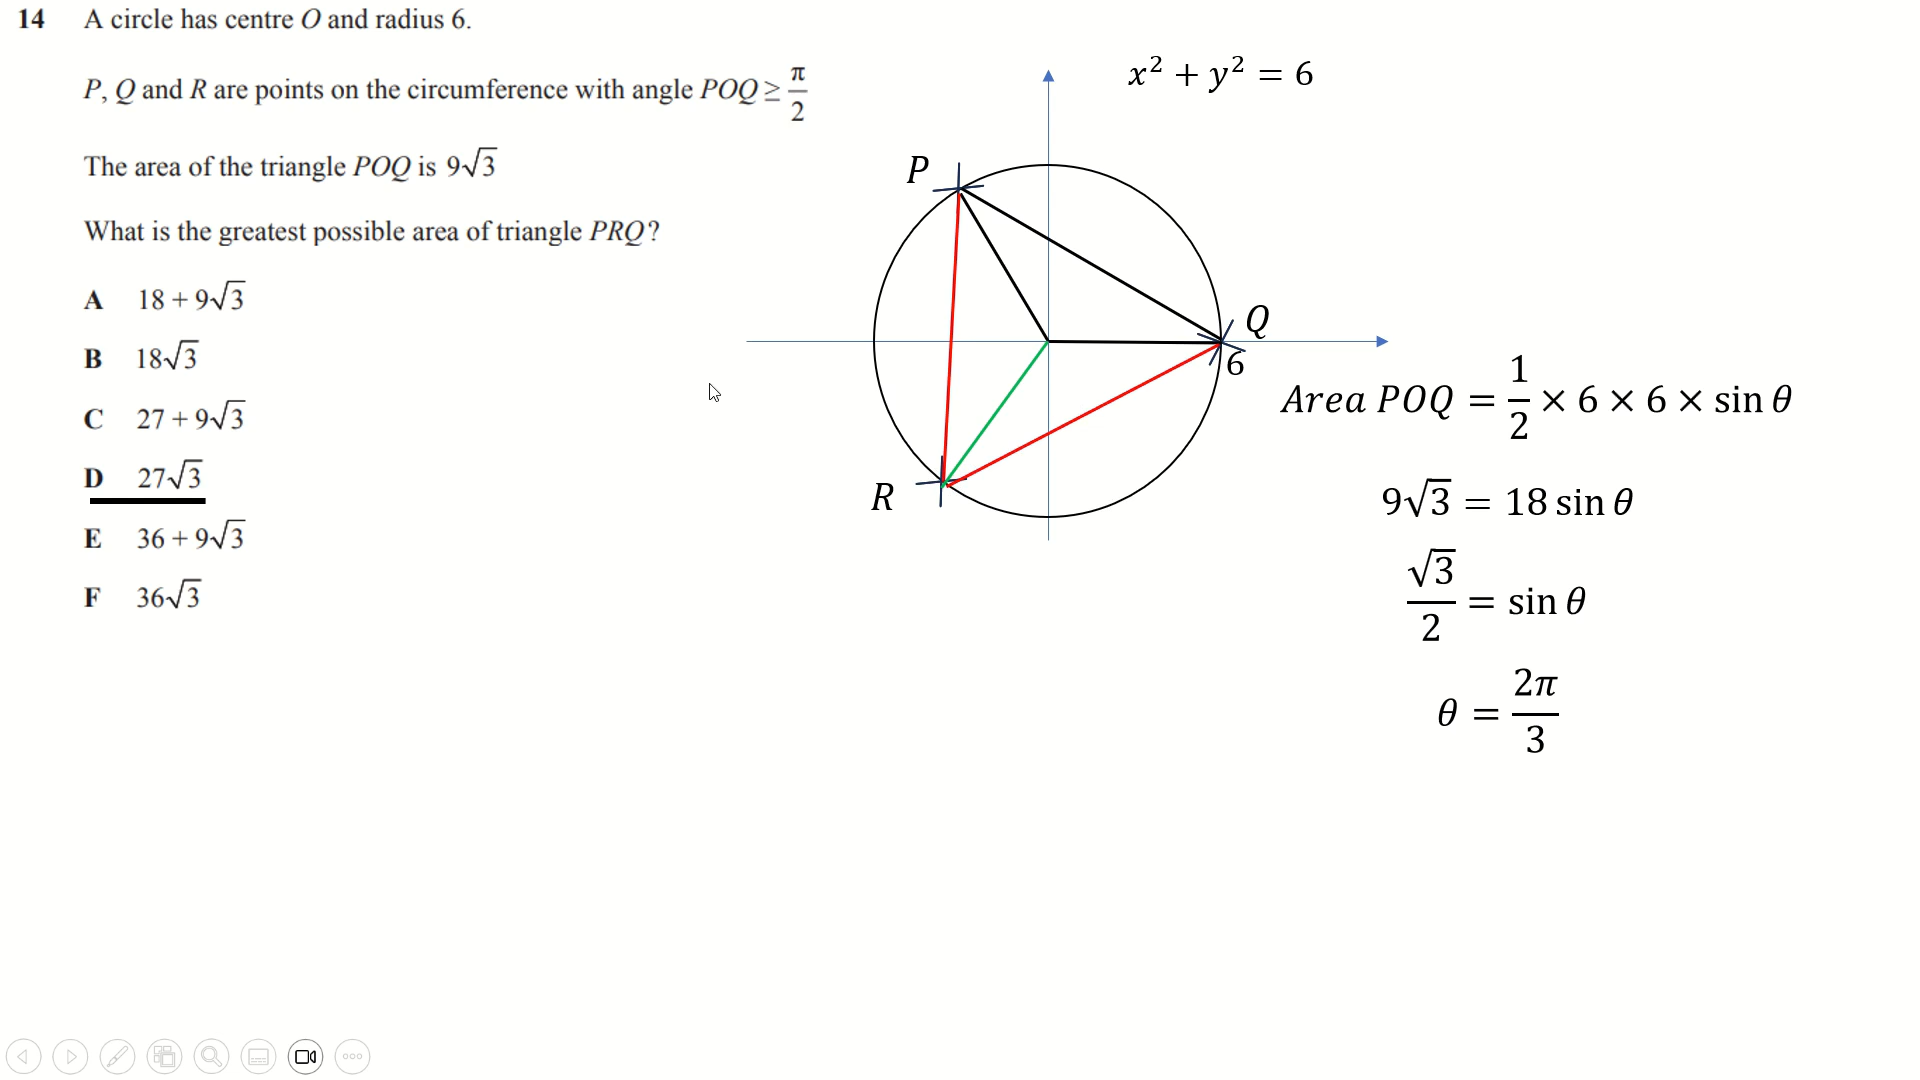 14 A circle has centre O and radius 6.
P, Q and R are points on the circumference with angle POQ ≥ π/2
The area of the triangle POQ is 9√3
What is the greatest possible area of triangle PRQ?
A 18 + 9√3
B 18√3
C 27 + 9√3
D 27√3
E 36 + 9√3
F 36√3
x² + y² = 6
P
Q
6
R
Area POQ = 1/2 × 6 × 6 × sin θ
9√3 = 18 sin θ
√3/2 = sin θ
θ = 2π/3